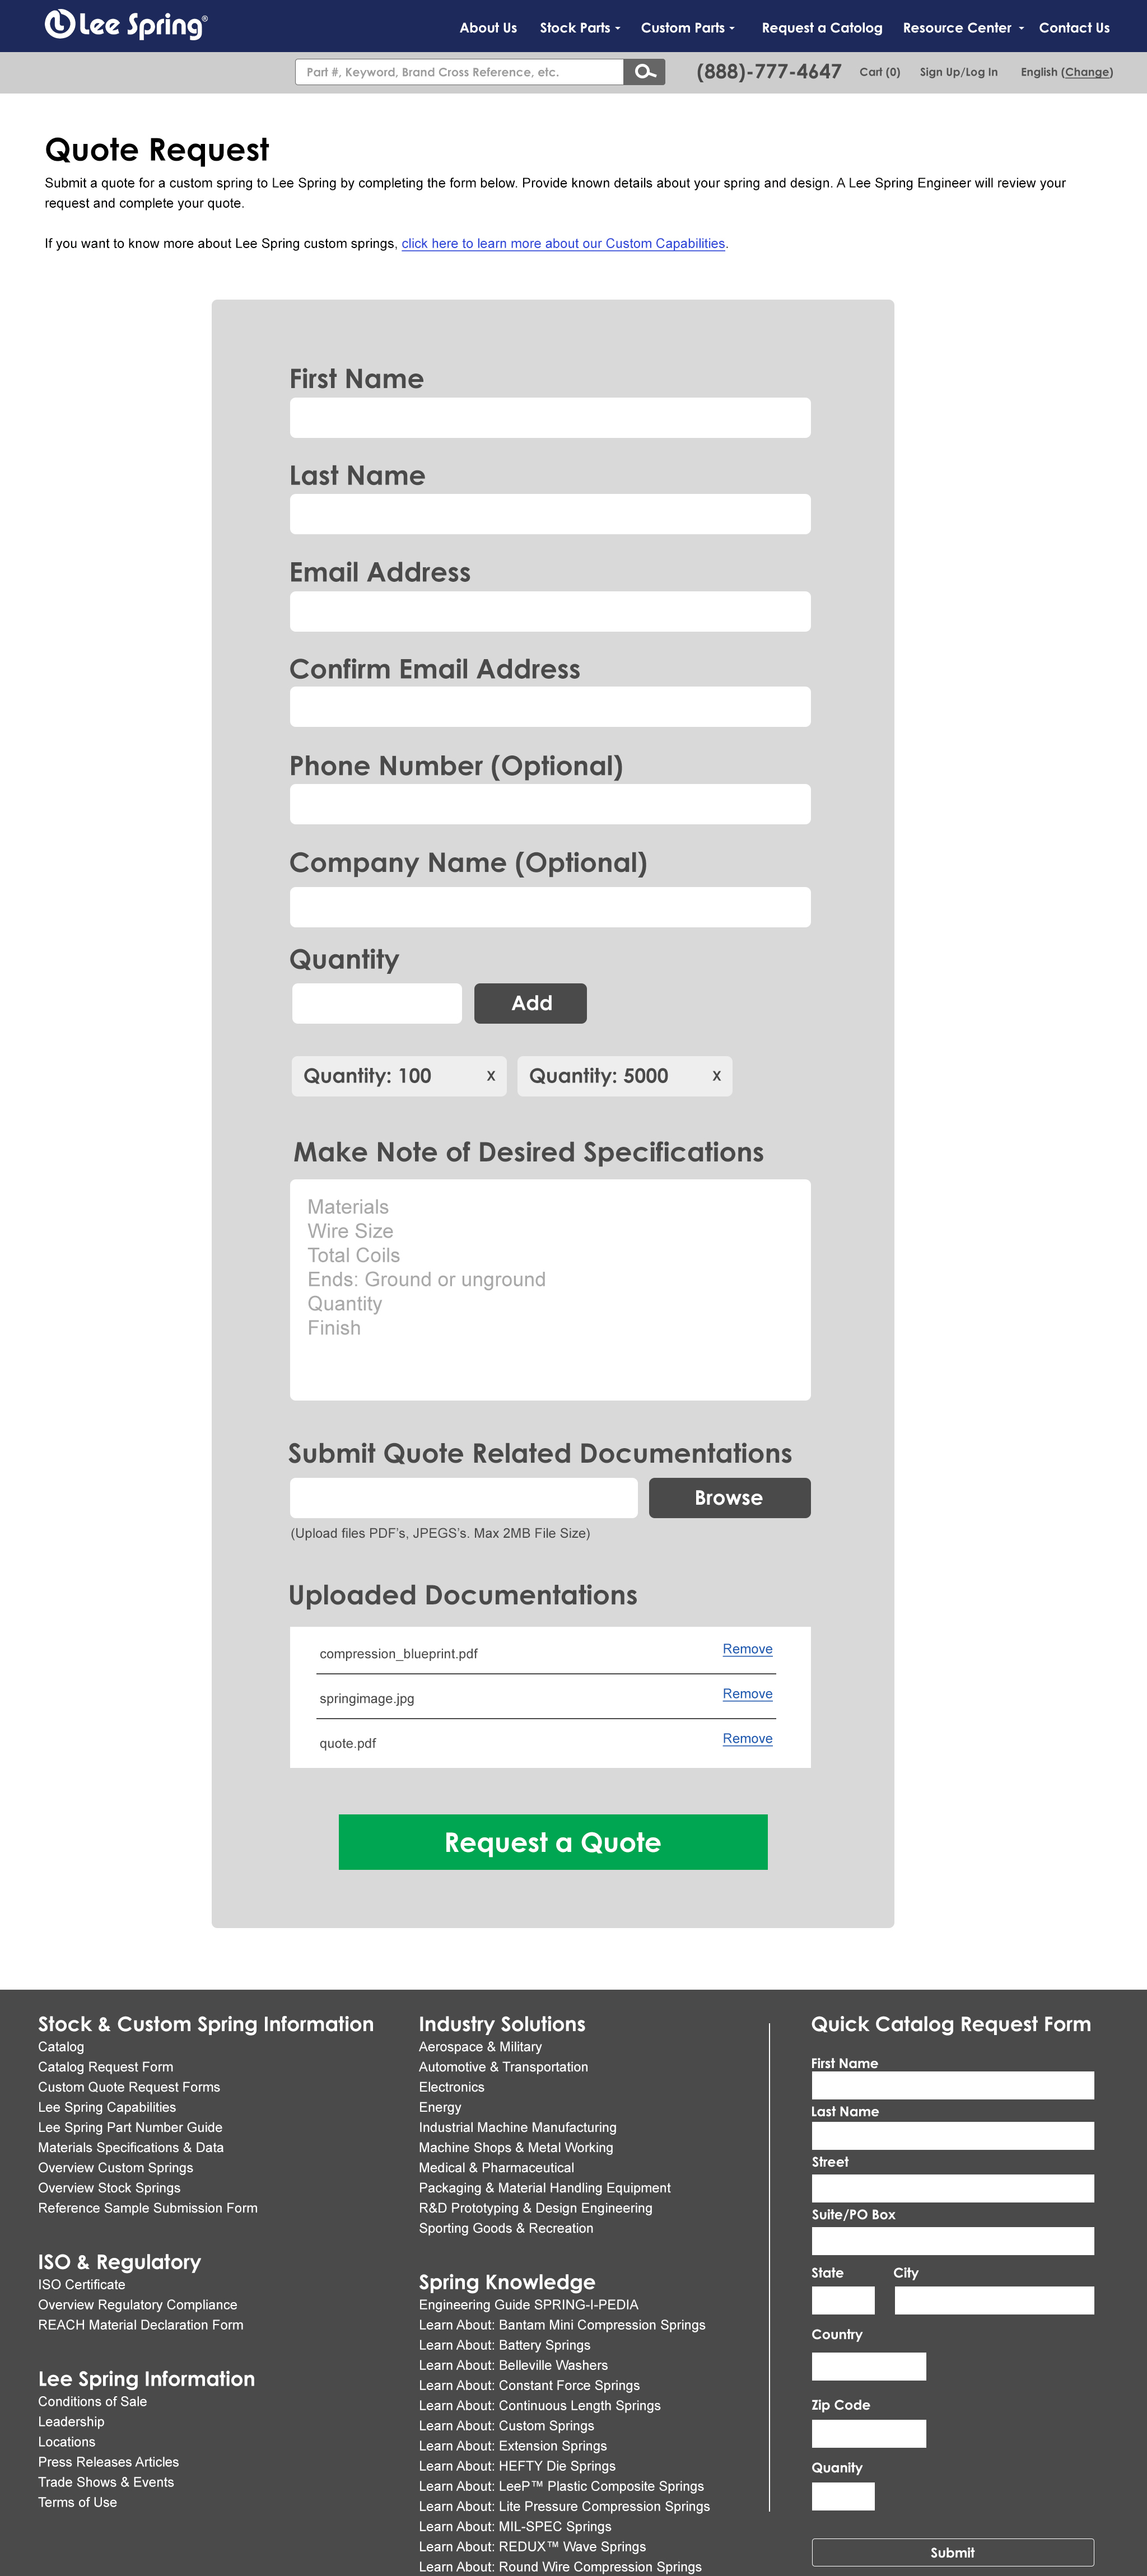 Lee Spring®
About Us
Stock Parts
Custom Parts
Request a Catolog
Resource Center
Contact Us
Part #, Keyword, Brand Cross Reference, etc.
(888)-777-4647
Cart (0)
Sign Up/Log In
English (Change)
Quote Request
Submit a quote for a custom spring to Lee Spring by completing the form below. Provide known details about your spring and design. A Lee Spring Engineer will review your
request and complete your quote.
If you want to know more about Lee Spring custom springs, click here to learn more about our Custom Capabilities.
First Name
Last Name
Email Address
Confirm Email Address
Phone Number (Optional)
Company Name (Optional)
Quantity
Add
Quantity: 100 x
Quantity: 5000 x
Make Note of Desired Specifications
Materials
Wire Size
Total Coils
Ends: Ground or unground
Quantity
Finish
Submit Quote Related Documentations
Browse
(Upload files PDF's, JPEGS's. Max 2MB File Size)
Uploaded Documentations
compression_blueprint.pdf Remove
springimage.jpg Remove
quote.pdf Remove
Request a Quote
Stock & Custom Spring Information
Catalog
Catalog Request Form
Custom Quote Request Forms
Lee Spring Capabilities
Lee Spring Part Number Guide
Materials Specifications & Data
Overview Custom Springs
Overview Stock Springs
Reference Sample Submission Form
ISO & Regulatory
ISO Certificate
Overview Regulatory Compliance
REACH Material Declaration Form
Lee Spring Information
Conditions of Sale
Leadership
Locations
Press Releases Articles
Trade Shows & Events
Terms of Use
Industry Solutions
Aerospace & Military
Automotive & Transportation
Electronics
Energy
Industrial Machine Manufacturing
Machine Shops & Metal Working
Medical & Pharmaceutical
Packaging & Material Handling Equipment
R&D Prototyping & Design Engineering
Sporting Goods & Recreation
Spring Knowledge
Engineering Guide SPRING-I-PEDIA
Learn About: Bantam Mini Compression Springs
Learn About: Battery Springs
Learn About: Belleville Washers
Learn About: Constant Force Springs
Learn About: Continuous Length Springs
Learn About: Custom Springs
Learn About: Extension Springs
Learn About: HEFTY Die Springs
Learn About: LeeP™ Plastic Composite Springs
Learn About: Lite Pressure Compression Springs
Learn About: MIL-SPEC Springs
Learn About: REDUX™ Wave Springs
Learn About: Round Wire Compression Springs
Quick Catalog Request Form
First Name
Last Name
Street
Suite/PO Box
State City
Country
Zip Code
Quanity
Submit